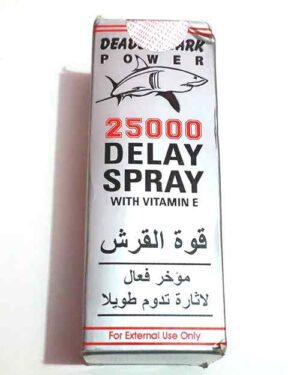 POWER
25000
DELAY
SPRAY
WITH VITAMIN E
قوة القرش
مؤخر فعال
لاثارة تدوم طويلا
For External Use Only